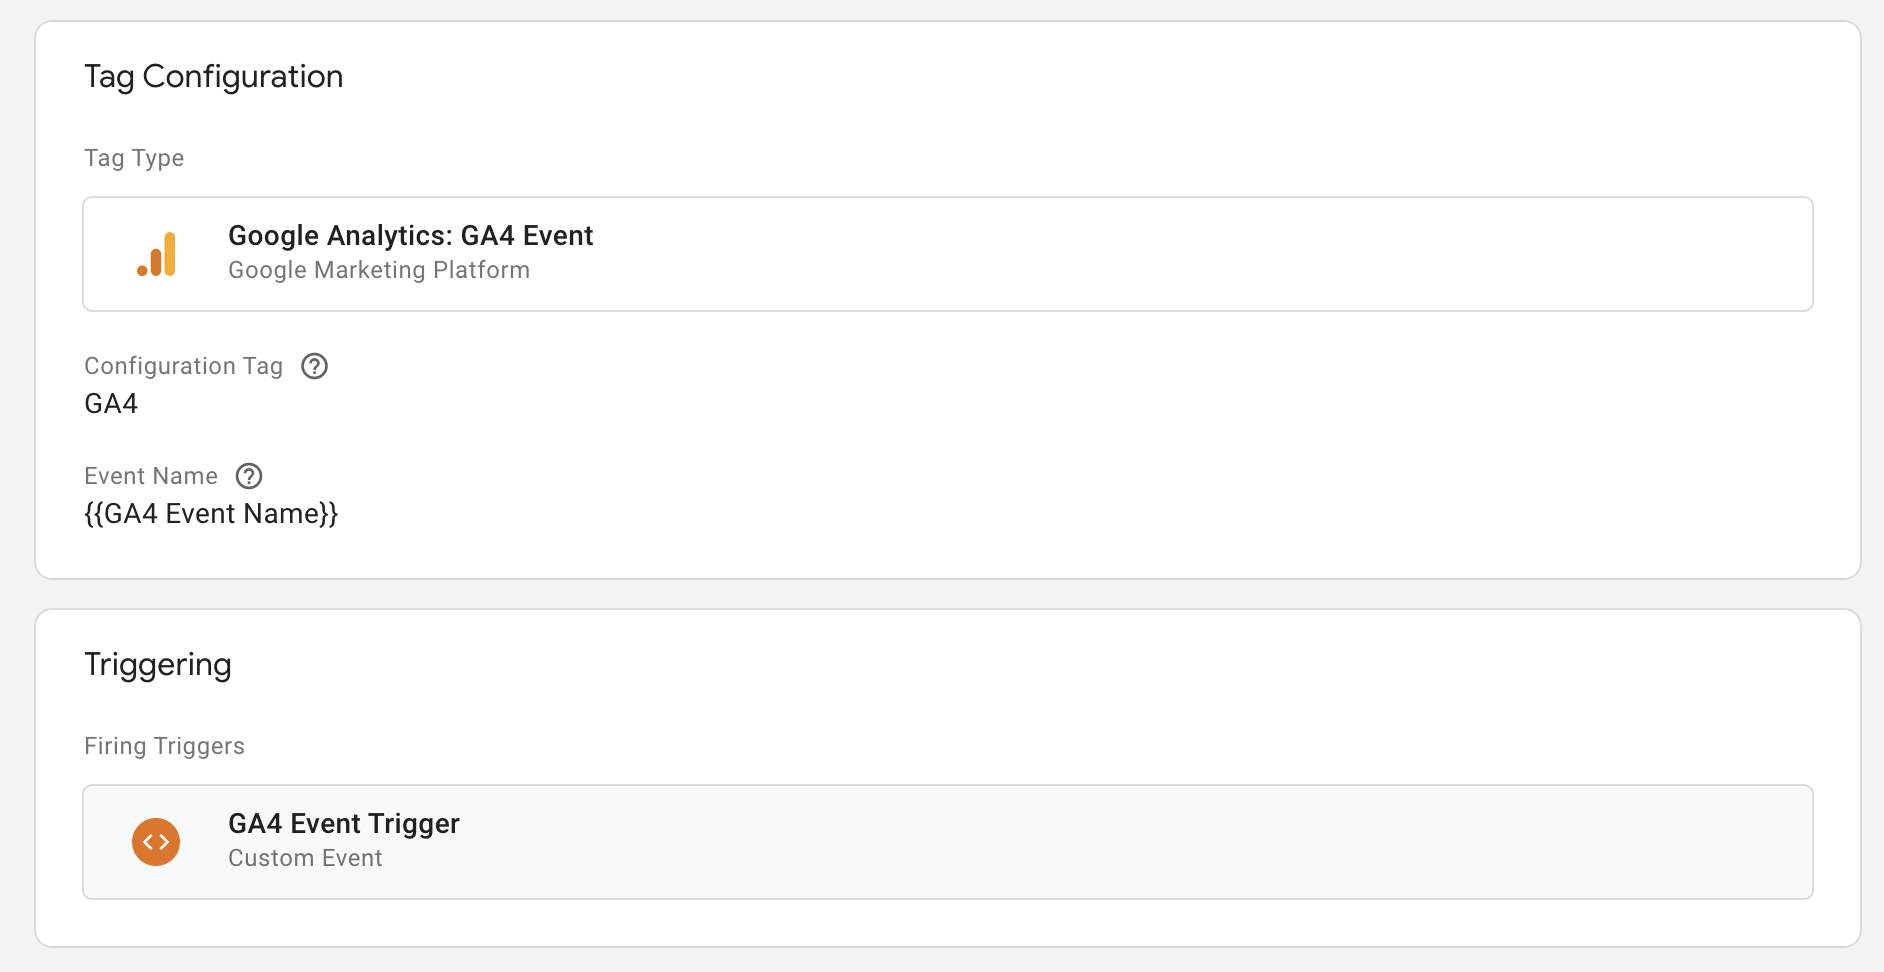 Tag Configuration
Tag Type
Google Analytics: GA4 Event
Google Marketing Platform
Configuration Tag
GA4
Event Name
{{GA4 Event Name}}
Triggering
Firing Triggers
GA4 Event Trigger
Custom Event